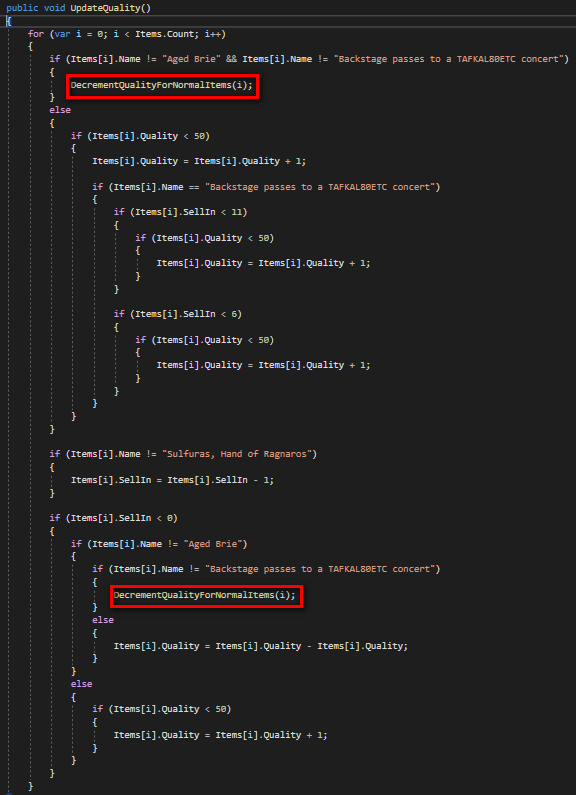 public void UpdateQuality()
{
for (var i = 0; i < Items.Count; i++)
{
if (Items[i].Name != "Aged Brie" && Items[i].Name != "Backstage passes to a TAFKAL80ETC concert")
{
DecrementQualityForNormalItems(i);
}
else
{
if (Items[i].Quality < 50)
{
Items[i].Quality = Items[i].Quality + 1;
if (Items[i].Name == "Backstage passes to a TAFKAL80ETC concert")
{
if (Items[i].SellIn < 11)
{
if (Items[i].Quality < 50)
{
Items[i].Quality = Items[i].Quality + 1;
}
}
if (Items[i].SellIn < 6)
{
if (Items[i].Quality < 50)
{
Items[i].Quality = Items[i].Quality + 1;
}
}
}
}
}
if (Items[i].Name != "Sulfuras, Hand of Ragnaros")
{
Items[i].SellIn = Items[i].SellIn - 1;
}
if (Items[i].SellIn < 0)
{
if (Items[i].Name != "Aged Brie")
{
if (Items[i].Name != "Backstage passes to a TAFKAL80ETC concert")
{
DecrementQualityForNormalItems(i);
}
else
{
Items[i].Quality = Items[i].Quality - Items[i].Quality;
}
}
else
{
if (Items[i].Quality < 50)
{
Items[i].Quality = Items[i].Quality + 1;
}
}
}
}